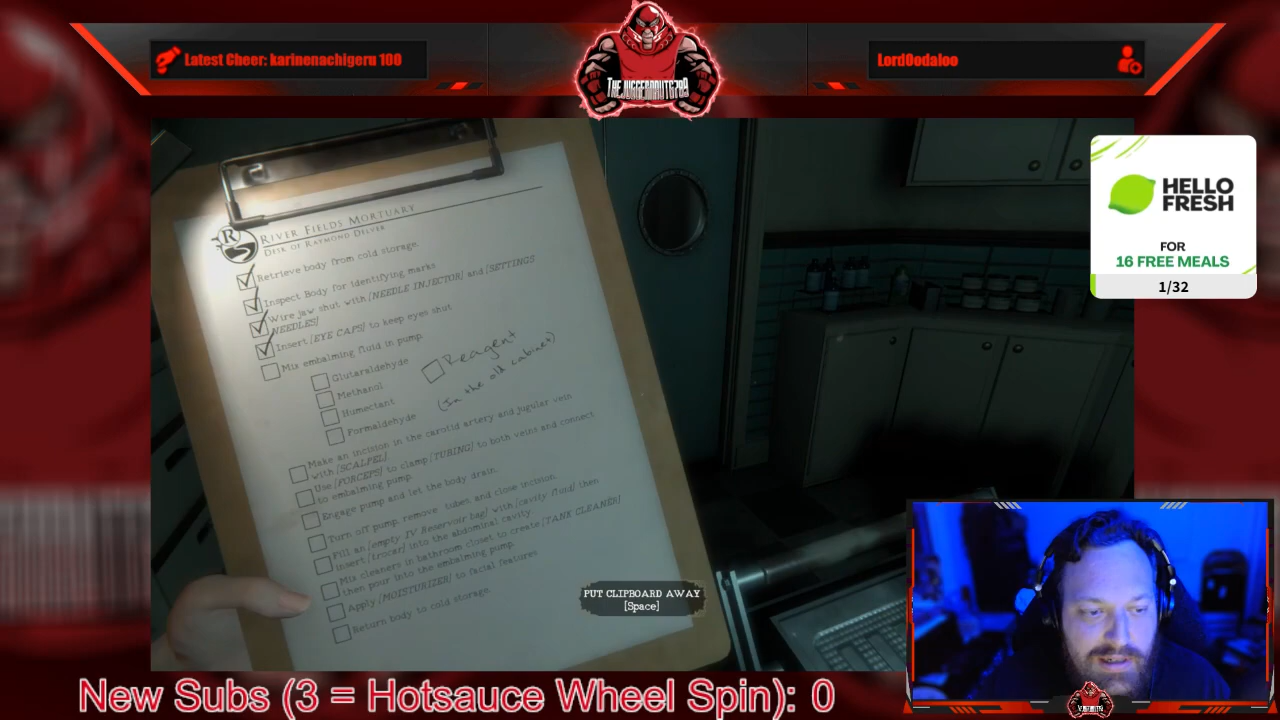 Latest Cheer: karinenachigeru 100
THEJUGGERNAUT6789
LordOodaloo
HELLO
FRESH
FOR
16 FREE MEALS
1/32
R
RIVER FIELDS MORTUARY
DESK OF RAYMOND DELVER
Retrieve body from cold storage.
Inspect Body for identifying marks
Wire jaw shut with [NEEDLE INJECTOR] and [SETTINGS
NEEDLES]
Insert [EYE CAPS] to keep eyes shut
Mix embalming fluid in pump.
Glutaraldehyde
Methanol
Humectant
Formaldehyde
Reagent
(In the old cabinet)
Make an incision in the carotid artery and jugular vein
with [SCALPEL]
Use [FORCEPS] to clamp [TUBING] to both veins and connect
to embalming pump.
Engage pump and let the body drain.
Turn off pump, remove tubes and close incision.
Fill an [empty IV Reservoir bag] with [cavity fluid] then
insert [trocar] into the abdominal cavity.
Mix cleaners in bathroom closet to create [TANK CLEANER]
then pour into the embalming pump.
Apply [MOISTURIZER] to facial features
Return body to cold storage.
PUT CLIPBOARD AWAY
[Space]
New Subs (3 = Hotsauce Wheel Spin): 0